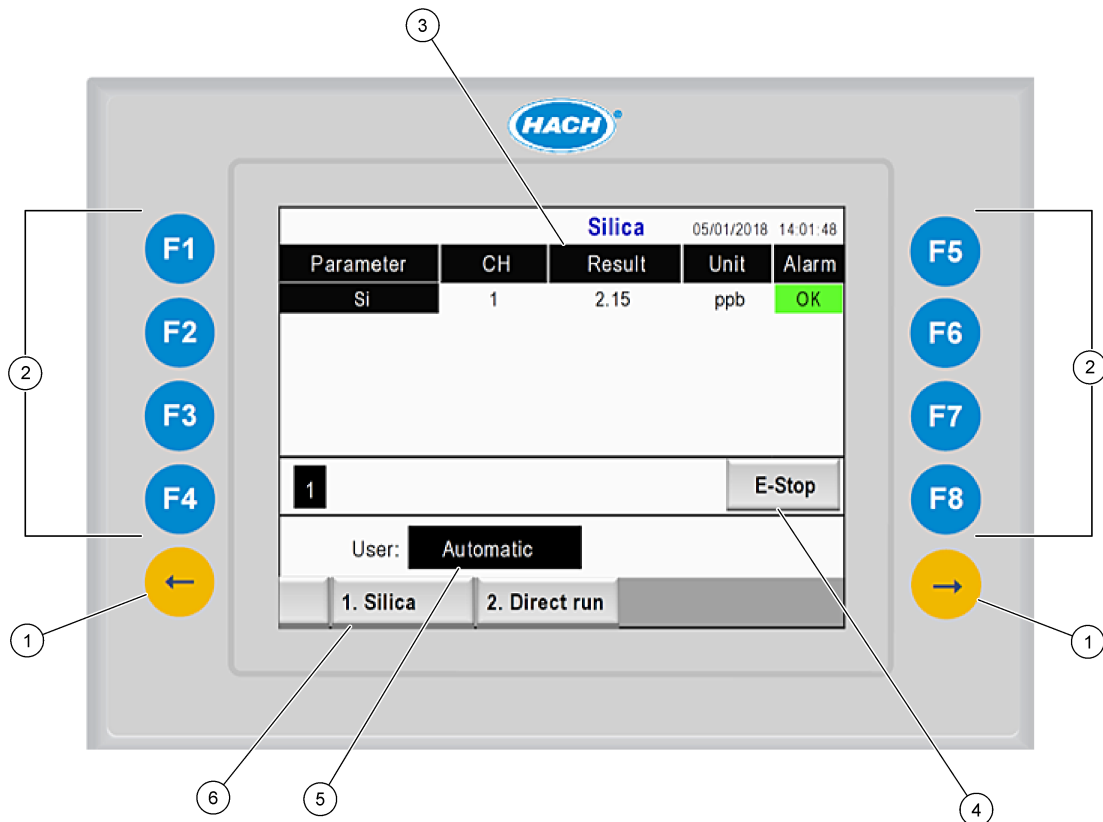 3
HACH®
Silica 05/01/2018 14:01:48
Parameter CH Result Unit Alarm
Si 1 2.15 ppb OK
1 E-Stop
User: Automatic
1. Silica 2. Direct run
F1
F2
F3
F4
←
F5
F6
F7
F8
→
2
2
1
1
6
5
4